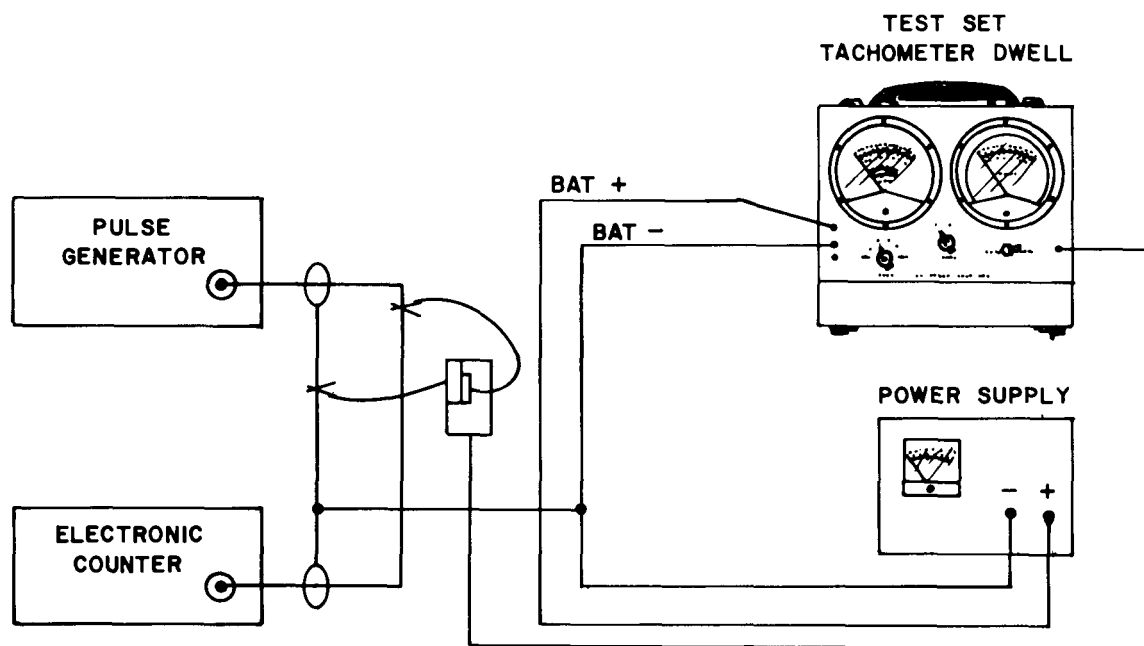 TEST SET
TACHOMETER DWELL
BAT +
BAT -
PULSE
GENERATOR
POWER SUPPLY
- +
ELECTRONIC
COUNTER